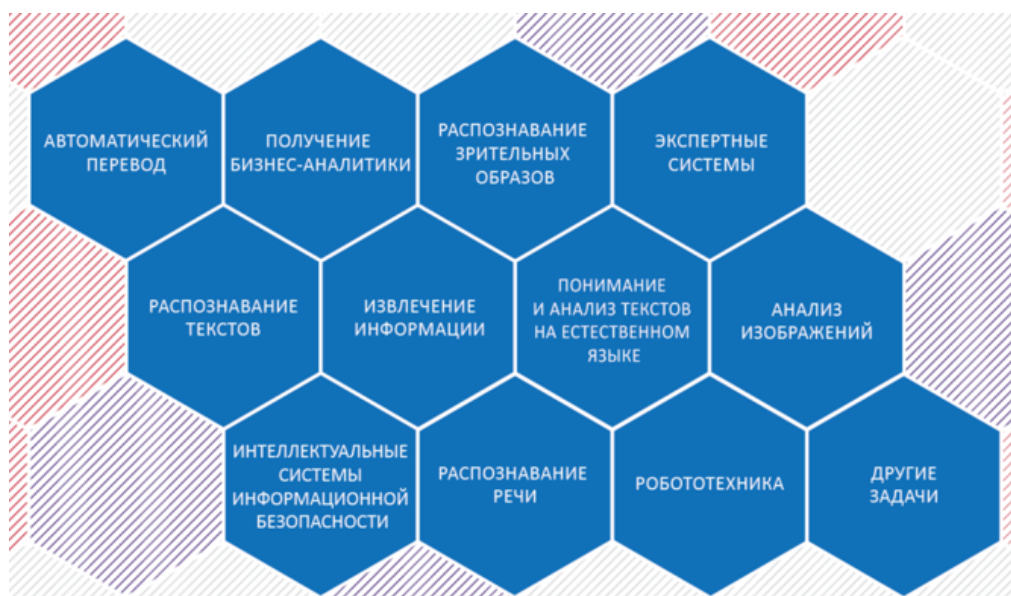 АВТОМАТИЧЕСКИЙ
ПЕРЕВОД
ПОЛУЧЕНИЕ
БИЗНЕС-АНАЛИТИКИ
РАСПОЗНАВАНИЕ
ЗРИТЕЛЬНЫХ
ОБРАЗОВ
ЭКСПЕРТНЫЕ
СИСТЕМЫ
РАСПОЗНАВАНИЕ
ТЕКСТОВ
ИЗВЛЕЧЕНИЕ
ИНФОРМАЦИИ
ПОНИМАНИЕ
И АНАЛИЗ ТЕКСТОВ
НА ЕСТЕСТВЕННОМ
ЯЗЫКЕ
АНАЛИЗ
ИЗОБРАЖЕНИЙ
ИНТЕЛЛЕКТУАЛЬНЫЕ
СИСТЕМЫ
ИНФОРМАЦИОННОЙ
БЕЗОПАСНОСТИ
РАСПОЗНАВАНИЕ
РЕЧИ
РОБОТОТЕХНИКА
ДРУГИЕ
ЗАДАЧИ